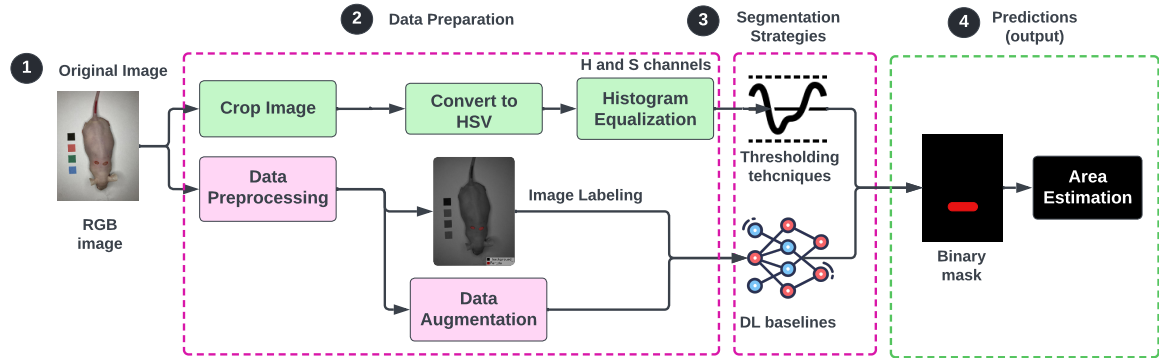 1
Original Image
RGB
image
2
Data Preparation
Crop Image
Convert to
HSV
H and S channels
Histogram
Equalization
Data
Preprocessing
Image Labeling
Data
Augmentation
3
Segmentation
Strategies
Thresholding
tehcniques
DL baselines
4
Predictions
(output)
Binary
mask
Area
Estimation